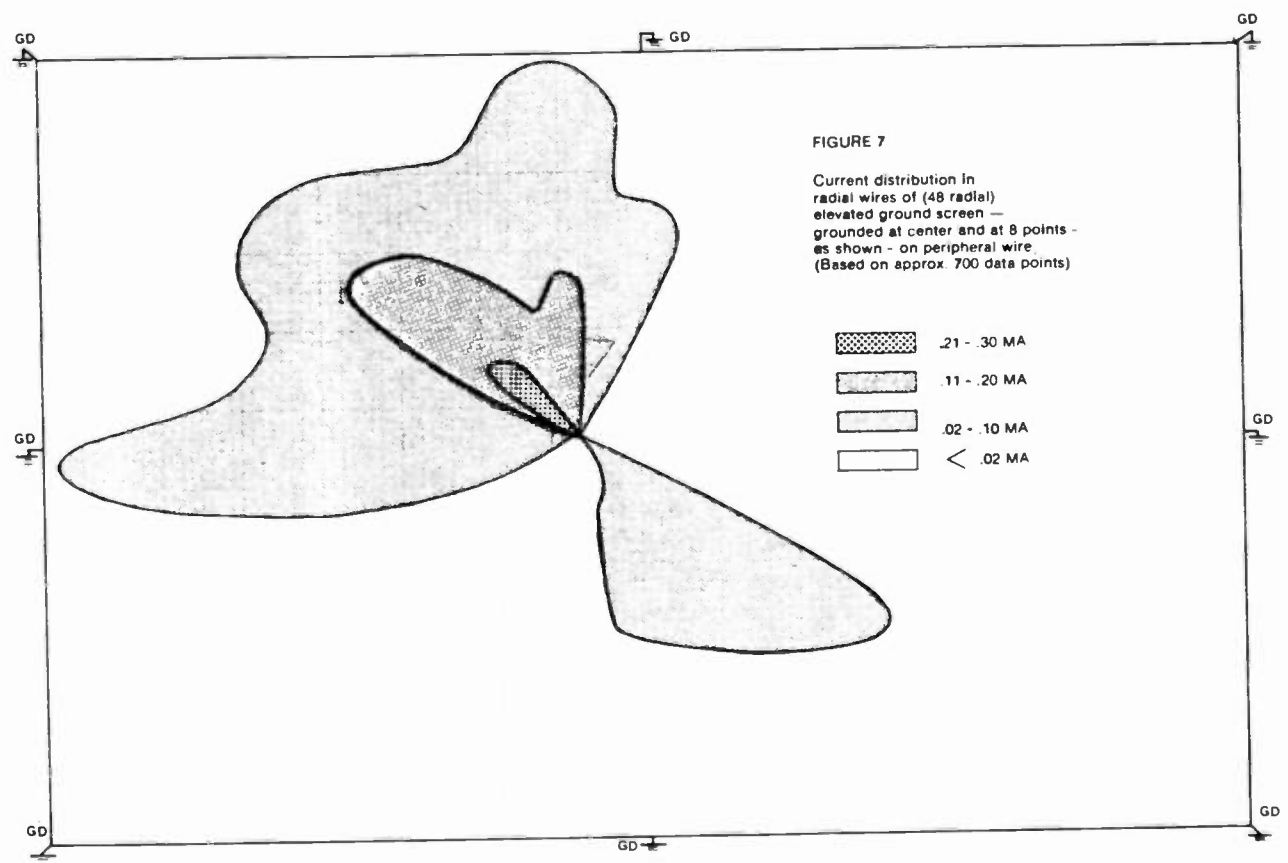 GD
GD
GD
FIGURE 7
Current distribution in
radial wires of (48 radial)
elevated ground screen —
grounded at center and at 8 points -
as shown - on peripheral wire
(Based on approx. 700 data points)
.21 - .30 MA
.11 - .20 MA
.02 - .10 MA
< .02 MA
GD
GD
GD
GD
GD